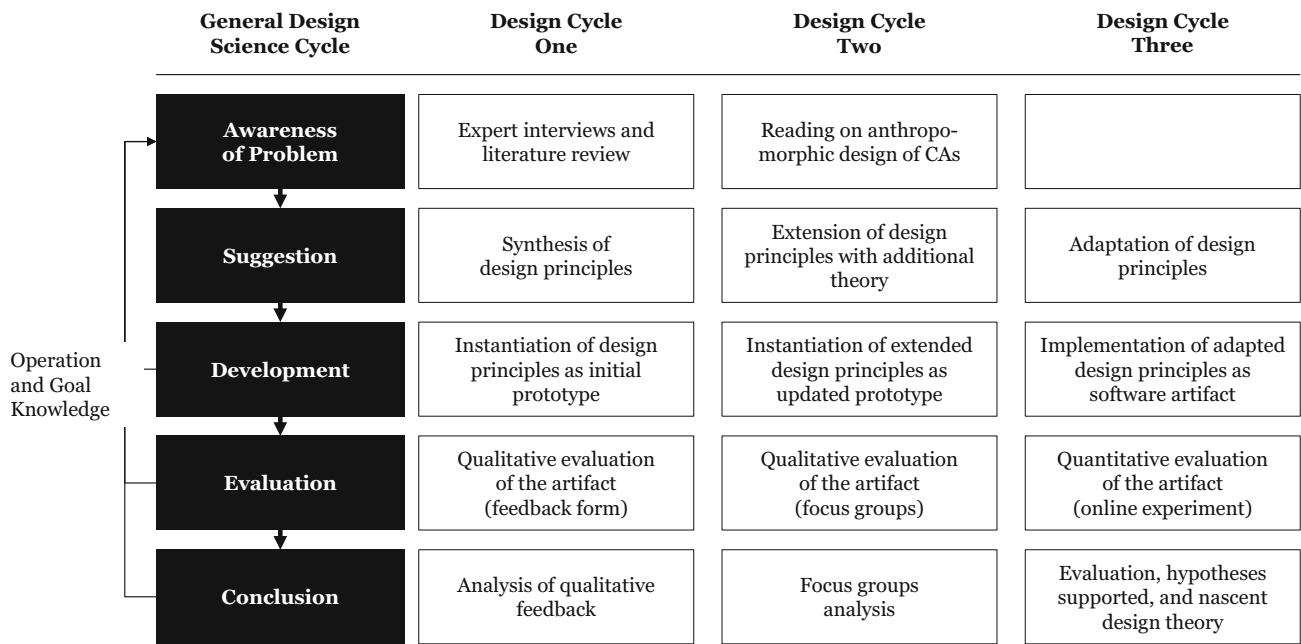 General Design
Science Cycle
Design Cycle
One
Design Cycle
Two
Design Cycle
Three
Awareness
of Problem
Expert interviews and
literature review
Reading on anthropo-
morphic design of CAs
Suggestion
Synthesis of
design principles
Extension of design
principles with additional
theory
Adaptation of design
principles
Operation
and Goal
Knowledge
Development
Instantiation of design
principles as initial
prototype
Instantiation of extended
design principles as
updated prototype
Implementation of adapted
design principles as
software artifact
Evaluation
Qualitative evaluation
of the artifact
(feedback form)
Qualitative evaluation
of the artifact
(focus groups)
Quantitative evaluation
of the artifact
(online experiment)
Conclusion
Analysis of qualitative
feedback
Focus groups
analysis
Evaluation, hypotheses
supported, and nascent
design theory